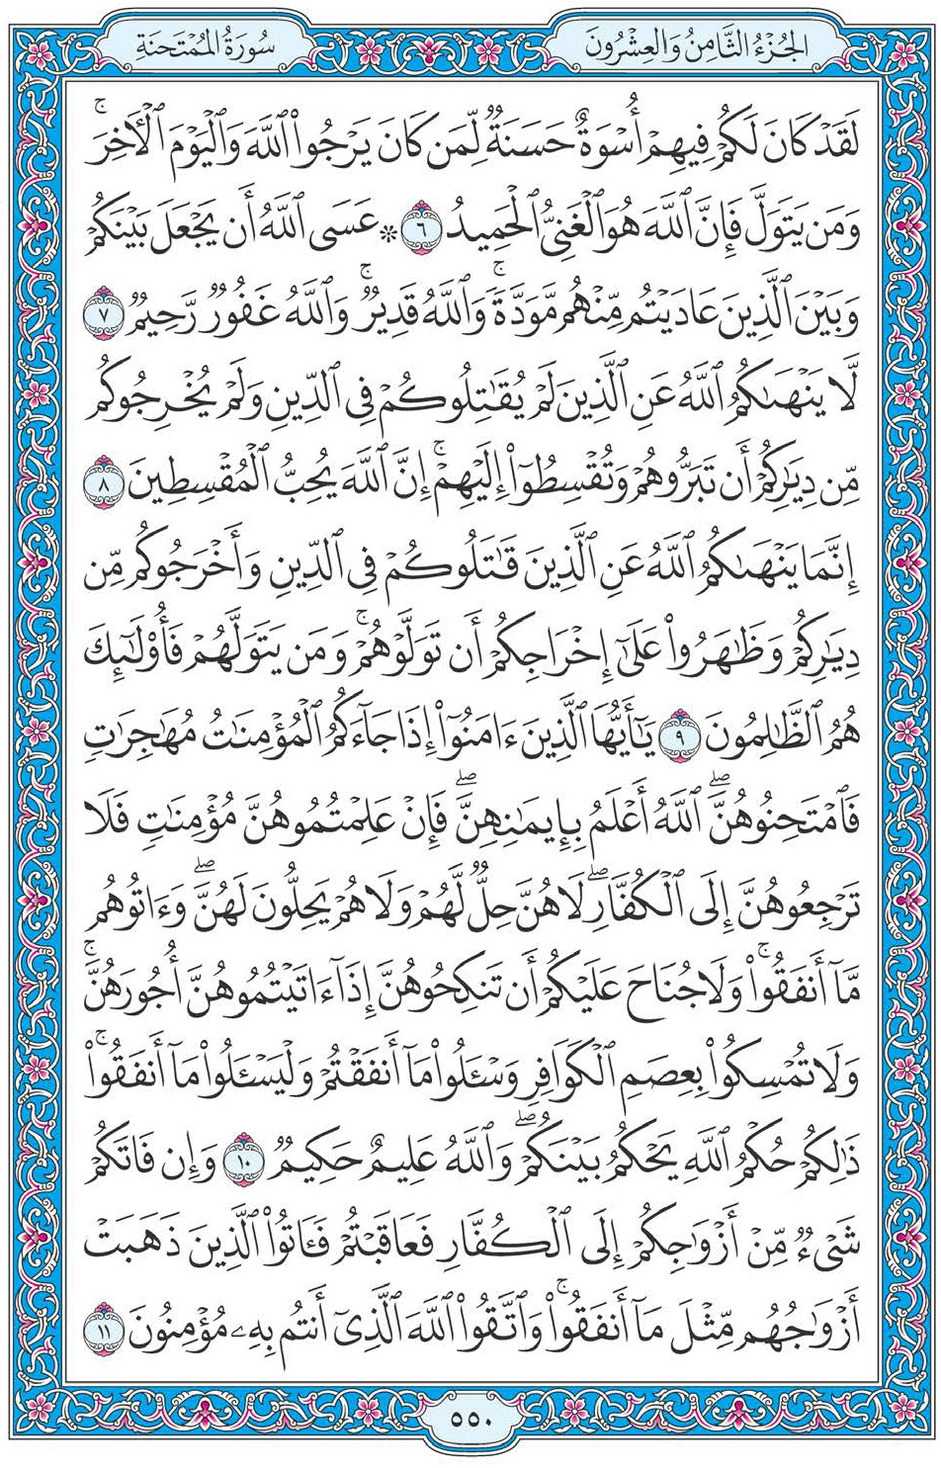 الجُزْءُ الثَّامِنُ وَالعِشْرُونَ
سُورَةُ المُمْتَحَنَةِ
لَقَدْ كَانَ لَكُمْ فِيهِمْ أُسْوَةٌ حَسَنَةٌ لِّمَن كَانَ يَرْجُواْ ٱللَّهَ وَٱلْيَوْمَ ٱلْأٓخِرَۚ
وَمَن يَتَوَلَّ فَإِنَّ ٱللَّهَ هُوَ ٱلْغَنِيُّ ٱلْحَمِيدُ ٦ ۞ عَسَى ٱللَّهُ أَن يَجْعَلَ بَيْنَكُمْ
وَبَيْنَ ٱلَّذِينَ عَادَيْتُم مِّنْهُم مَّوَدَّةًۚ وَٱللَّهُ قَدِيرٌۚ وَٱللَّهُ غَفُورٌ رَّحِيمٌ ٧
لَّا يَنْهَىٰكُمُ ٱللَّهُ عَنِ ٱلَّذِينَ لَمْ يُقَٰتِلُوكُمْ فِي ٱلدِّينِ وَلَمْ يُخْرِجُوكُم
مِّن دِيَٰرِكُمْ أَن تَبَرُّوهُمْ وَتُقْسِطُوٓاْ إِلَيْهِمْۚ إِنَّ ٱللَّهَ يُحِبُّ ٱلْمُقْسِطِينَ ٨
إِنَّمَا يَنْهَىٰكُمُ ٱللَّهُ عَنِ ٱلَّذِينَ قَٰتَلُوكُمْ فِي ٱلدِّينِ وَأَخْرَجُوكُم مِّن
دِيَٰرِكُمْ وَظَٰهَرُواْ عَلَىٰٓ إِخْرَاجِكُمْ أَن تَوَلَّوْهُمْۚ وَمَن يَتَوَلَّهُمْ فَأُوْلَٰٓئِكَ
هُمُ ٱلظَّٰلِمُونَ ٩ يَٰٓأَيُّهَا ٱلَّذِينَ ءَامَنُوٓاْ إِذَا جَآءَكُمُ ٱلْمُؤْمِنَٰتُ مُهَٰجِرَٰتٍ
فَٱمْتَحِنُوهُنَّۖ ٱللَّهُ أَعْلَمُ بِإِيمَٰنِهِنَّۖ فَإِنْ عَلِمْتُمُوهُنَّ مُؤْمِنَٰتٍ فَلَا
تَرْجِعُوهُنَّ إِلَى ٱلْكُفَّارِۖ لَا هُنَّ حِلٌّ لَّهُمْ وَلَا هُمْ يَحِلُّونَ لَهُنَّۖ وَءَاتُوهُم
مَّآ أَنفَقُواْۚ وَلَا جُنَاحَ عَلَيْكُمْ أَن تَنكِحُوهُنَّ إِذَآ ءَاتَيْتُمُوهُنَّ أُجُورَهُنَّۚ
وَلَا تُمْسِكُواْ بِعِصَمِ ٱلْكَوَافِرِ وَسْـَٔلُواْ مَآ أَنفَقْتُمْ وَلْيَسْـَٔلُواْ مَآ أَنفَقُواْۚ
ذَٰلِكُمْ حُكْمُ ٱللَّهِ يَحْكُمُ بَيْنَكُمْۖ وَٱللَّهُ عَلِيمٌ حَكِيمٌ ١٠ وَإِن فَاتَكُمْ
شَيْءٌ مِّنْ أَزْوَٰجِكُمْ إِلَى ٱلْكُفَّارِ فَعَاقَبْتُمْ فَـَٔاتُواْ ٱلَّذِينَ ذَهَبَتْ
أَزْوَٰجُهُم مِّثْلَ مَآ أَنفَقُواْۚ وَٱتَّقُواْ ٱللَّهَ ٱلَّذِيٓ أَنتُم بِهِۦ مُؤْمِنُونَ ١١
٥٥٠